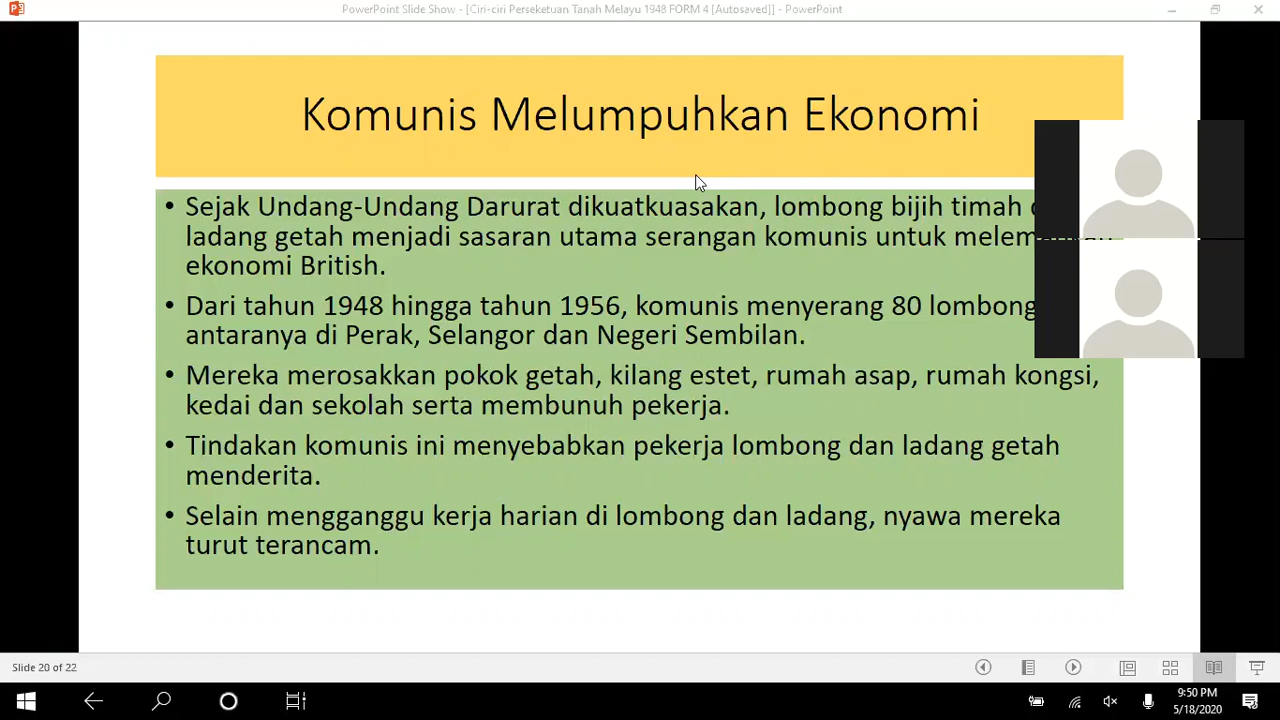 PowerPoint Slide Show - [Ciri-ciri Perseketuan Tanah Melayu 1948 FORM 4 [Autosaved]] - PowerPoint
Komunis Melumpuhkan Ekonomi
• Sejak Undang-Undang Darurat dikuatkuasakan, lombong bijih timah
ladang getah menjadi sasaran utama serangan komunis untuk
ekonomi British.
• Dari tahun 1948 hingga tahun 1956, komunis menyerang 80 lombong
antaranya di Perak, Selangor dan Negeri Sembilan.
• Mereka merosakkan pokok getah, kilang estet, rumah asap, rumah kongsi,
kedai dan sekolah serta membunuh pekerja.
• Tindakan komunis ini menyebabkan pekerja lombong dan ladang getah
menderita.
• Selain mengganggu kerja harian di lombong dan ladang, nyawa mereka
turut terancam.
Slide 20 of 22
9:50 PM
5/18/2020